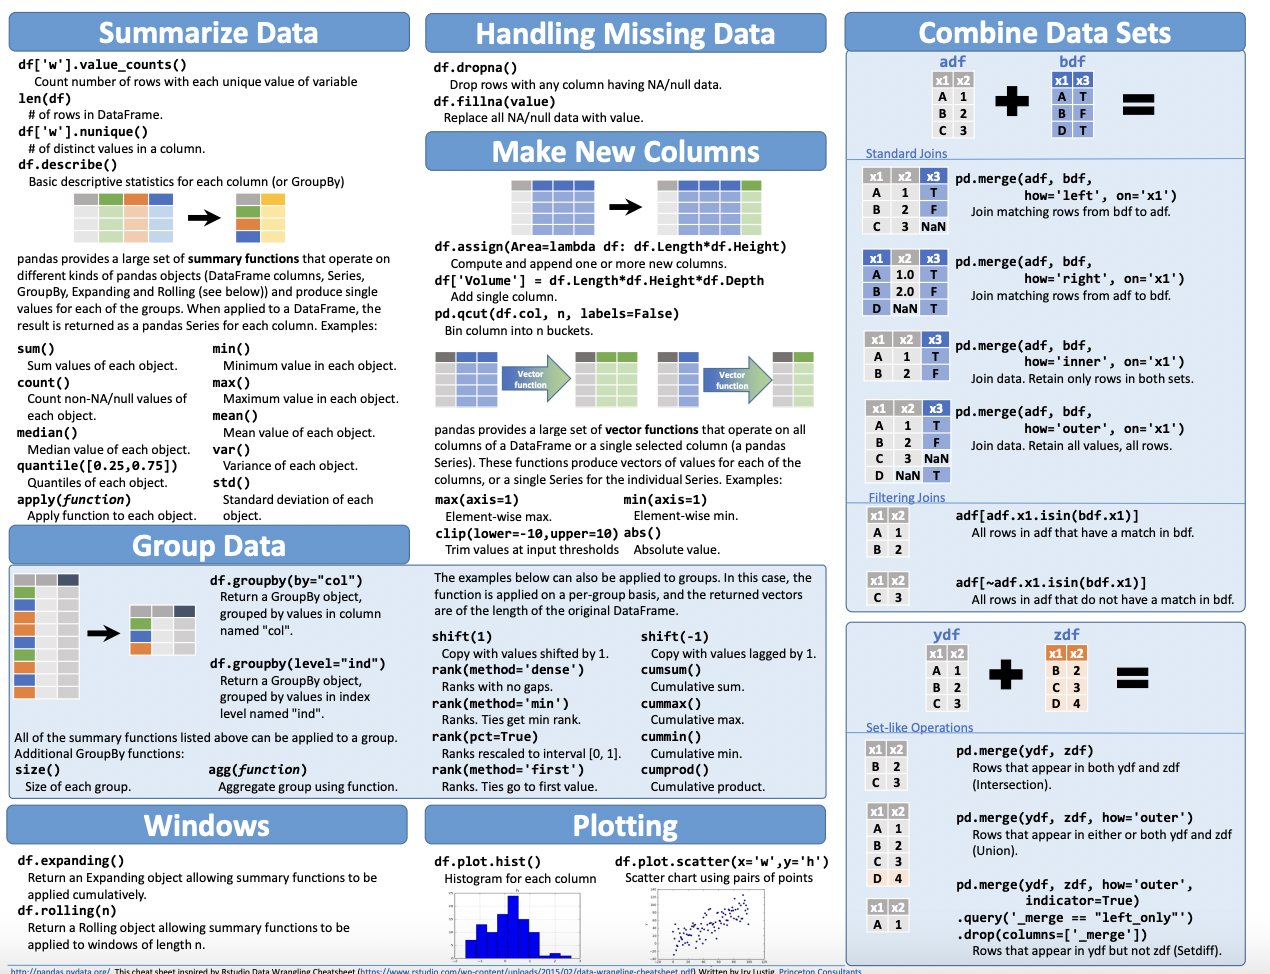 Summarize Data
df['w'].value_counts()
Count number of rows with each unique value of variable
len(df)
# of rows in DataFrame.
df['w'].nunique()
# of distinct values in a column.
df.describe()
Basic descriptive statistics for each column (or GroupBy)
pandas provides a large set of summary functions that operate on
different kinds of pandas objects (DataFrame columns, Series,
GroupBy, Expanding and Rolling (see below)) and produce single
values for each of the groups. When applied to a DataFrame, the
result is returned as a pandas Series for each column. Examples:
sum()
Sum values of each object.
count()
Count non-NA/null values of
each object.
median()
Median value of each object.
quantile([0.25,0.75])
Quantiles of each object.
apply(function)
Apply function to each object.
min()
Minimum value in each object.
max()
Maximum value in each object.
mean()
Mean value of each object.
var()
Variance of each object.
std()
Standard deviation of each
object.
Group Data
df.groupby(by="col")
Return a GroupBy object,
grouped by values in column
named "col".
df.groupby(level="ind")
Return a GroupBy object,
grouped by values in index
level named "ind".
All of the summary functions listed above can be applied to a group.
Additional GroupBy functions:
size()
Size of each group.
agg(function)
Aggregate group using function.
Windows
df.expanding()
Return an Expanding object allowing summary functions to be
applied cumulatively.
df.rolling(n)
Return a Rolling object allowing summary functions to be
applied to windows of length n.
Handling Missing Data
df.dropna()
Drop rows with any column having NA/null data.
df.fillna(value)
Replace all NA/null data with value.
Make New Columns
df.assign(Area=lambda df: df.Length*df.Height)
Compute and append one or more new columns.
df['Volume'] = df.Length*df.Height*df.Depth
Add single column.
pd.qcut(df.col, n, labels=False)
Bin column into n buckets.
Vector
function
Vector
function
pandas provides a large set of vector functions that operate on all
columns of a DataFrame or a single selected column (a pandas
Series). These functions produce vectors of values for each of the
columns, or a single Series for the individual Series. Examples:
max(axis=1)
Element-wise max.
clip(lower=-10,upper=10)
Trim values at input thresholds
min(axis=1)
Element-wise min.
abs()
Absolute value.
The examples below can also be applied to groups. In this case, the
function is applied on a per-group basis, and the returned vectors
are of the length of the original DataFrame.
shift(1)
Copy with values shifted by 1.
rank(method='dense')
Ranks with no gaps.
rank(method='min')
Ranks. Ties get min rank.
rank(pct=True)
Ranks rescaled to interval [0, 1].
rank(method='first')
Ranks. Ties go to first value.
shift(-1)
Copy with values lagged by 1.
cumsum()
Cumulative sum.
cummax()
Cumulative max.
cummin()
Cumulative min.
cumprod()
Cumulative product.
Plotting
df.plot.hist()
Histogram for each column
df.plot.scatter(x='w',y='h')
Scatter chart using pairs of points
Combine Data Sets
adf
x1 x2
A 1
B 2
C 3
bdf
x1 x3
A T
B F
D T
Standard Joins
x1 x2 x3
A 1 T
B 2 F
C 3 NaN
pd.merge(adf, bdf,
how='left', on='x1')
Join matching rows from bdf to adf.
x1 x2 x3
A 1.0 T
B 2.0 F
D NaN T
pd.merge(adf, bdf,
how='right', on='x1')
Join matching rows from adf to bdf.
x1 x2 x3
A 1 T
B 2 F
pd.merge(adf, bdf,
how='inner', on='x1')
Join data. Retain only rows in both sets.
x1 x2 x3
A 1 T
B 2 F
C 3 NaN
D NaN T
pd.merge(adf, bdf,
how='outer', on='x1')
Join data. Retain all values, all rows.
Filtering Joins
x1 x2
A 1
B 2
adf[adf.x1.isin(bdf.x1)]
All rows in adf that have a match in bdf.
x1 x2
C 3
adf[~adf.x1.isin(bdf.x1)]
All rows in adf that do not have a match in bdf.
ydf
x1 x2
A 1
B 2
C 3
zdf
x1 x2
B 2
C 3
D 4
Set-like Operations
x1 x2
B 2
C 3
pd.merge(ydf, zdf)
Rows that appear in both ydf and zdf
(Intersection).
x1 x2
A 1
B 2
C 3
D 4
pd.merge(ydf, zdf, how='outer')
Rows that appear in either or both ydf and zdf
(Union).
x1 x2
A 1
pd.merge(ydf, zdf, how='outer',
indicator=True)
.query('_merge == "left_only"')
.drop(columns=['_merge'])
Rows that appear in ydf but not zdf (Setdiff).
http://pandas.pydata.org/ This cheat sheet inspired by Rstudio Data Wrangling Cheatsheet (https://www.rstudio.com/wp-content/uploads/2015/02/data-wrangling-cheatsheet.pdf) Written by Irv Lustig, Princeton Consultants